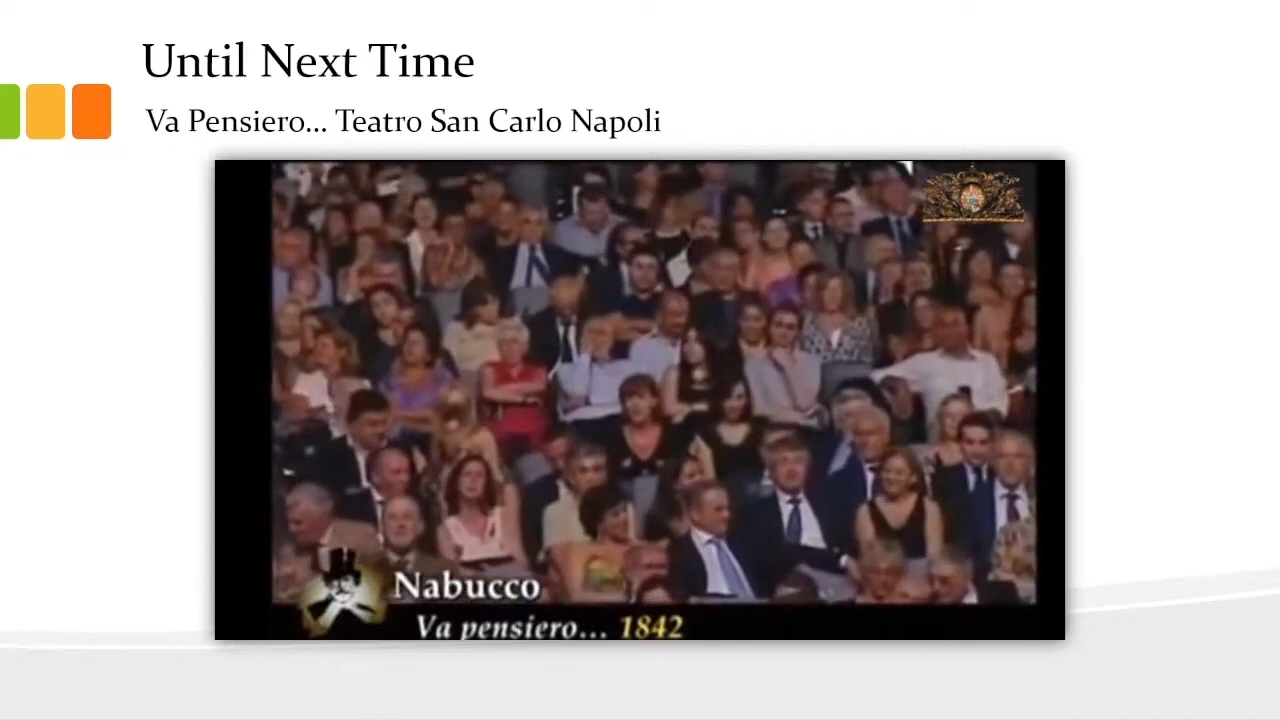 Until Next Time
Va Pensiero... Teatro San Carlo Napoli
Nabucco
Va pensiero... 1842